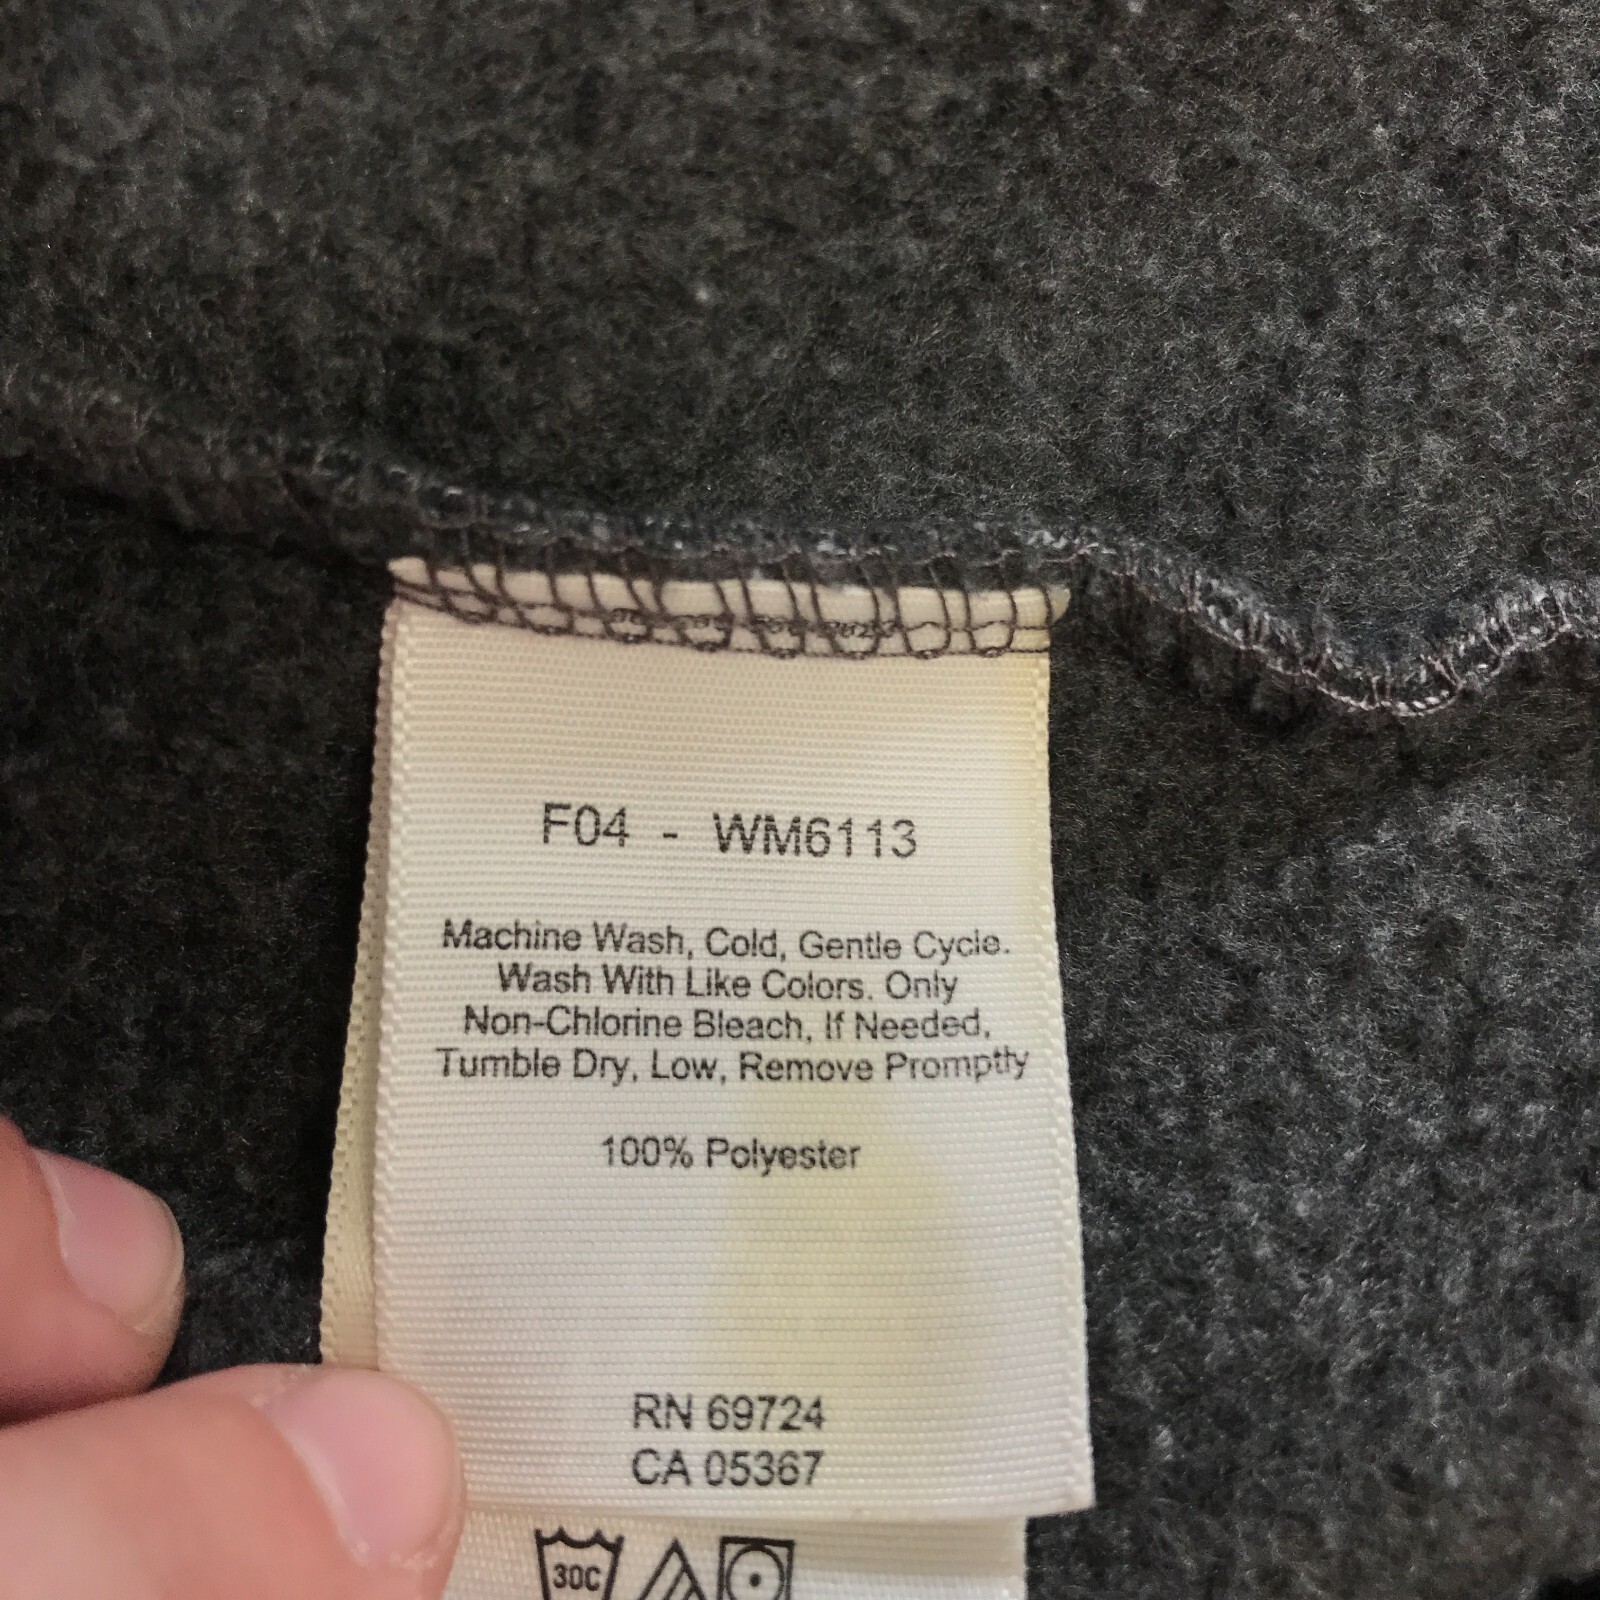 F04 - WM6113
Machine Wash, Cold, Gentle Cycle.
Wash With Like Colors. Only
Non-Chlorine Bleach, If Needed.
Tumble Dry, Low, Remove Promptly
100% Polyester
RN 69724
CA 05367
30C